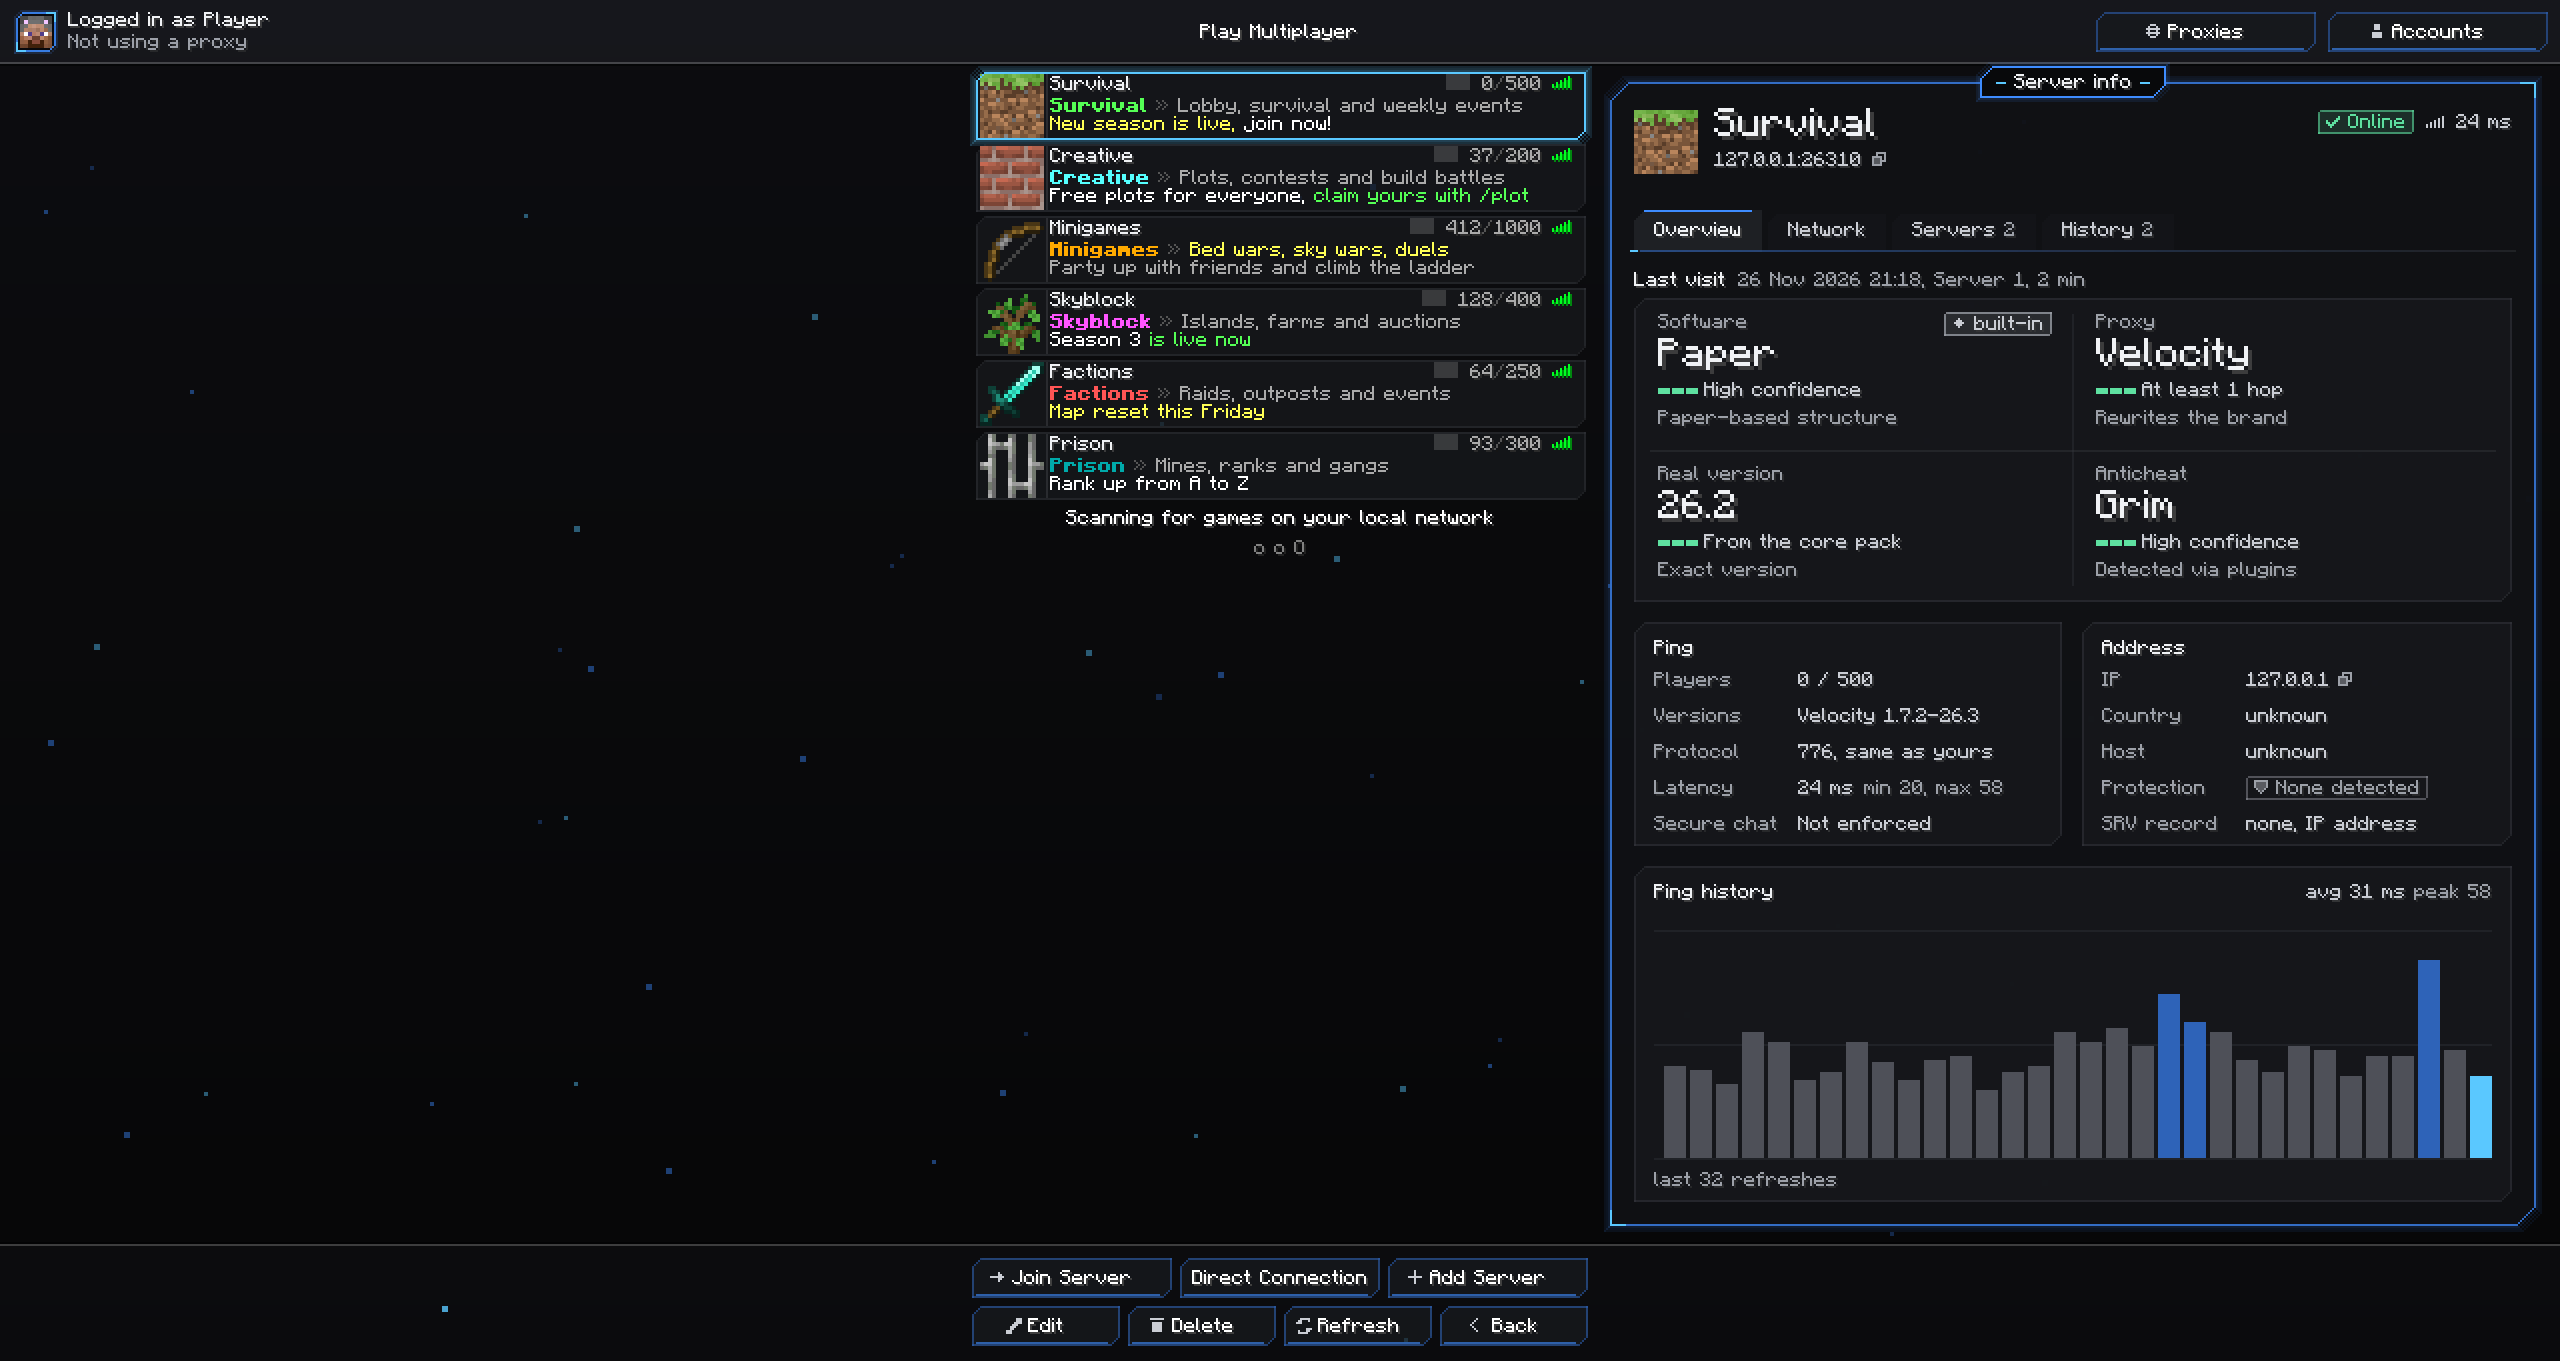 Logged in as Player
Not using a proxy
Play Multiplayer
Proxies
Accounts
Survival 0/500
Survival » Lobby, survival and weekly events
New season is live, join now!
Creative 37/200
Creative » Plots, contests and build battles
Free plots for everyone, claim yours with /plot
Minigames 412/1000
Minigames » Bed wars, sky wars, duels
Party up with friends and climb the ladder
Skyblock 128/400
Skyblock » Islands, farms and auctions
Season 3 is live now
Factions 64/250
Factions » Raids, outposts and events
Map reset this Friday
Prison 93/300
Prison » Mines, ranks and gangs
Rank up from A to Z
Scanning for games on your local network
o o O
Server info
Survival
Online 24 ms
127.0.0.1:26310
Overview Network Servers 2 History 2
Last visit 26 Nov 2026 21:18, Server 1, 2 min
Software built-in
Paper
High confidence
Paper-based structure
Proxy
Velocity
At least 1 hop
Rewrites the brand
Real version
26.2
From the core pack
Exact version
Anticheat
Grim
High confidence
Detected via plugins
Ping
Players 0 / 500
Versions Velocity 1.7.2-26.3
Protocol 776, same as yours
Latency 24 ms min 20, max 58
Secure chat Not enforced
Address
IP 127.0.0.1
Country unknown
Host unknown
Protection None detected
SRV record none, IP address
Ping history avg 31 ms peak 58
last 32 refreshes
Join Server
Direct Connection
Add Server
Edit
Delete
Refresh
Back